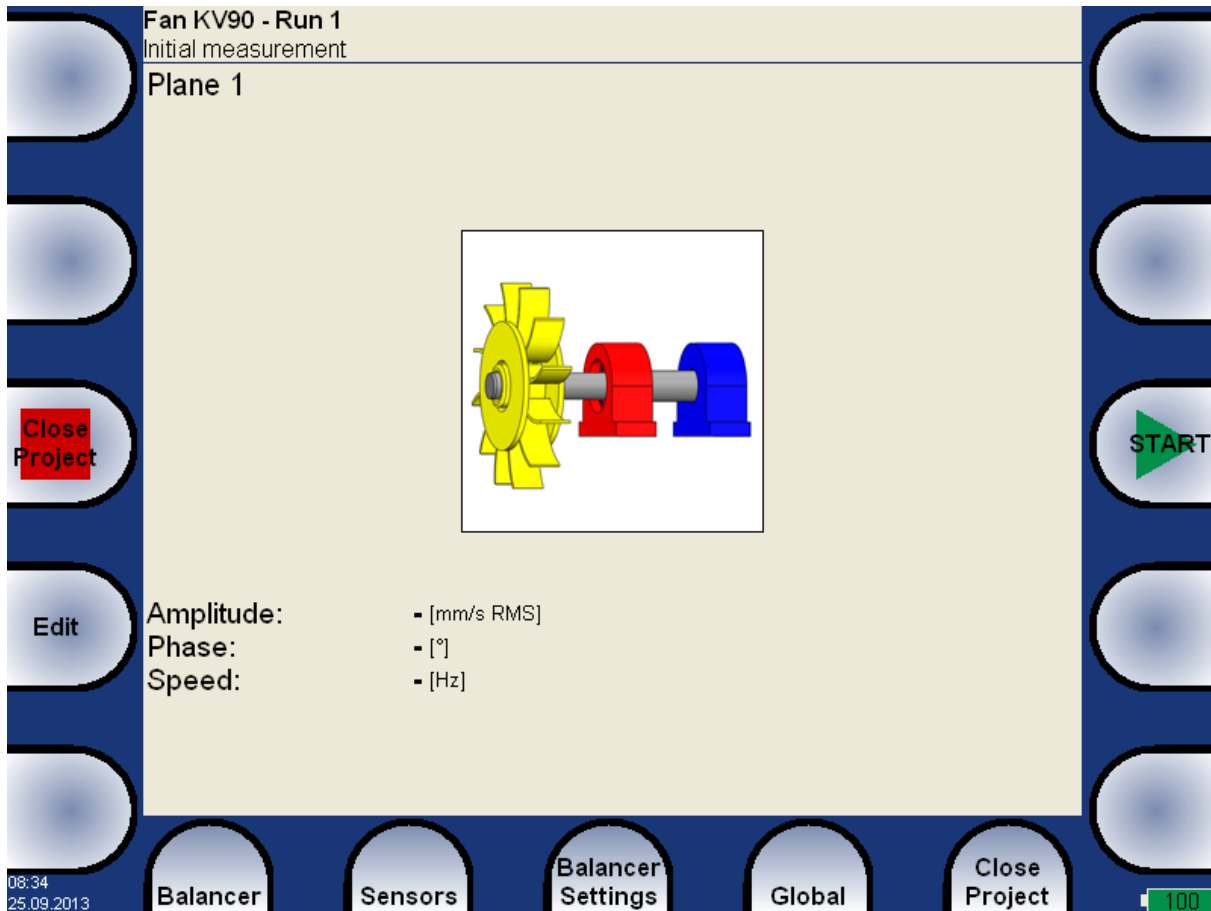 Fan KV90 - Run 1
Initial measurement
Plane 1
Close
Project
START
Edit
Amplitude: - [mm/s RMS]
Phase: - [°]
Speed: - [Hz]
08:34
25.09.2013
Balancer
Sensors
Balancer
Settings
Global
Close
Project
100